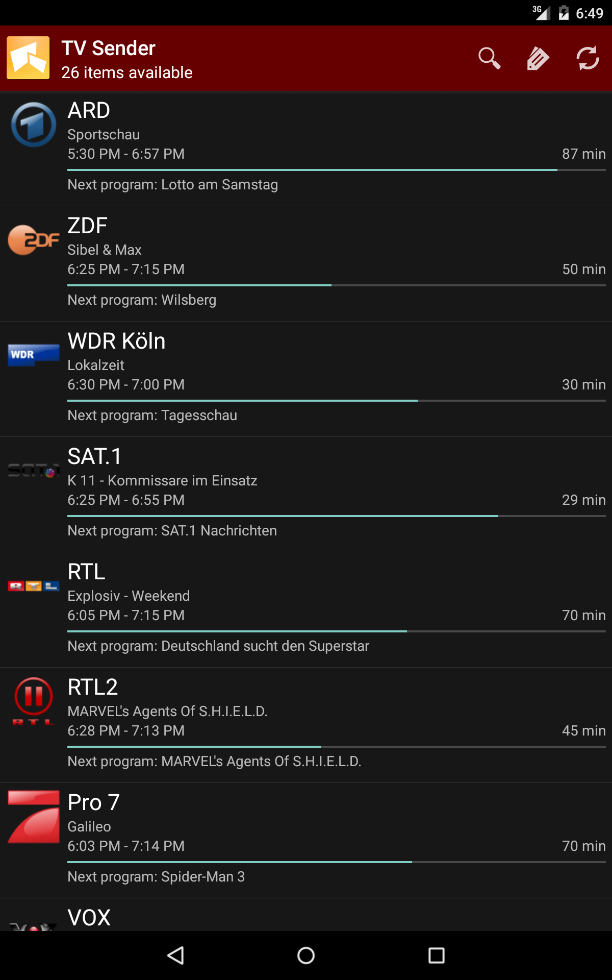 3G 6:49
TV Sender
26 items available
ARD
Sportschau
5:30 PM - 6:57 PM 87 min
Next program: Lotto am Samstag
ZDF
ZDF
Sibel & Max
6:25 PM - 7:15 PM 50 min
Next program: Wilsberg
WDR
WDR Köln
Lokalzeit
6:30 PM - 7:00 PM 30 min
Next program: Tagesschau
SAT.1
K 11 - Kommissare im Einsatz
6:25 PM - 6:55 PM 29 min
Next program: SAT.1 Nachrichten
RTL
Explosiv - Weekend
6:05 PM - 7:15 PM 70 min
Next program: Deutschland sucht den Superstar
RTL
RTL2
MARVEL's Agents Of S.H.I.E.L.D.
6:28 PM - 7:13 PM 45 min
Next program: MARVEL's Agents Of S.H.I.E.L.D.
Pro 7
Galileo
6:03 PM - 7:14 PM 70 min
Next program: Spider-Man 3
VOX